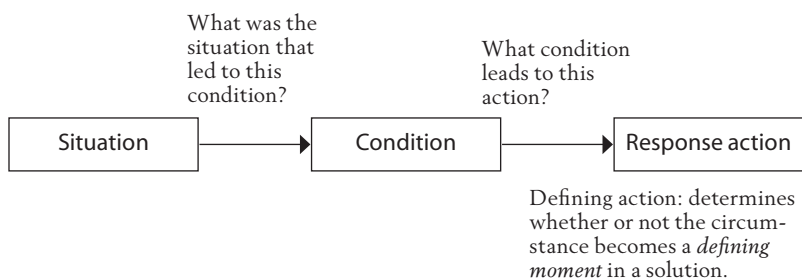 What was the
situation that
led to this
condition?
What condition
leads to this
action?
Situation
Condition
Response action
Defining action: determines
whether or not the circum-
stance becomes a defining
moment in a solution.